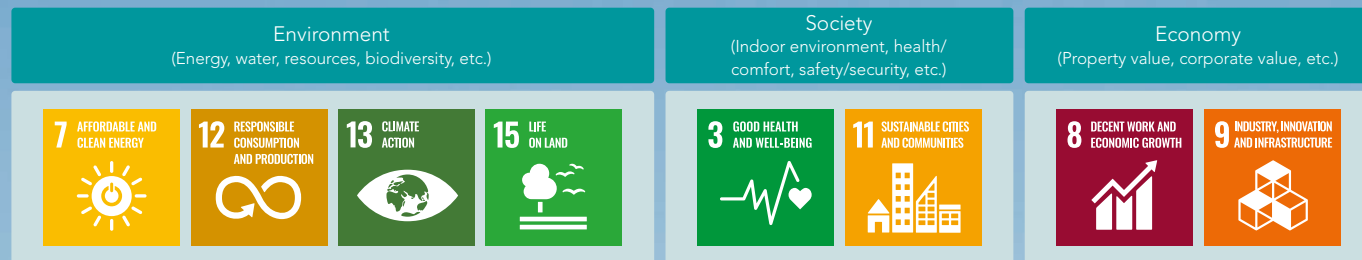 Environment
(Energy, water, resources, biodiversity, etc.)
Society
(Indoor environment, health/
comfort, safety/security, etc.)
Economy
(Property value, corporate value, etc.)
7 AFFORDABLE AND
CLEAN ENERGY
12 RESPONSIBLE
CONSUMPTION
AND PRODUCTION
13 CLIMATE
ACTION
15 LIFE
ON LAND
3 GOOD HEALTH
AND WELL-BEING
11 SUSTAINABLE CITIES
AND COMMUNITIES
8 DECENT WORK AND
ECONOMIC GROWTH
9 INDUSTRY, INNOVATION
AND INFRASTRUCTURE